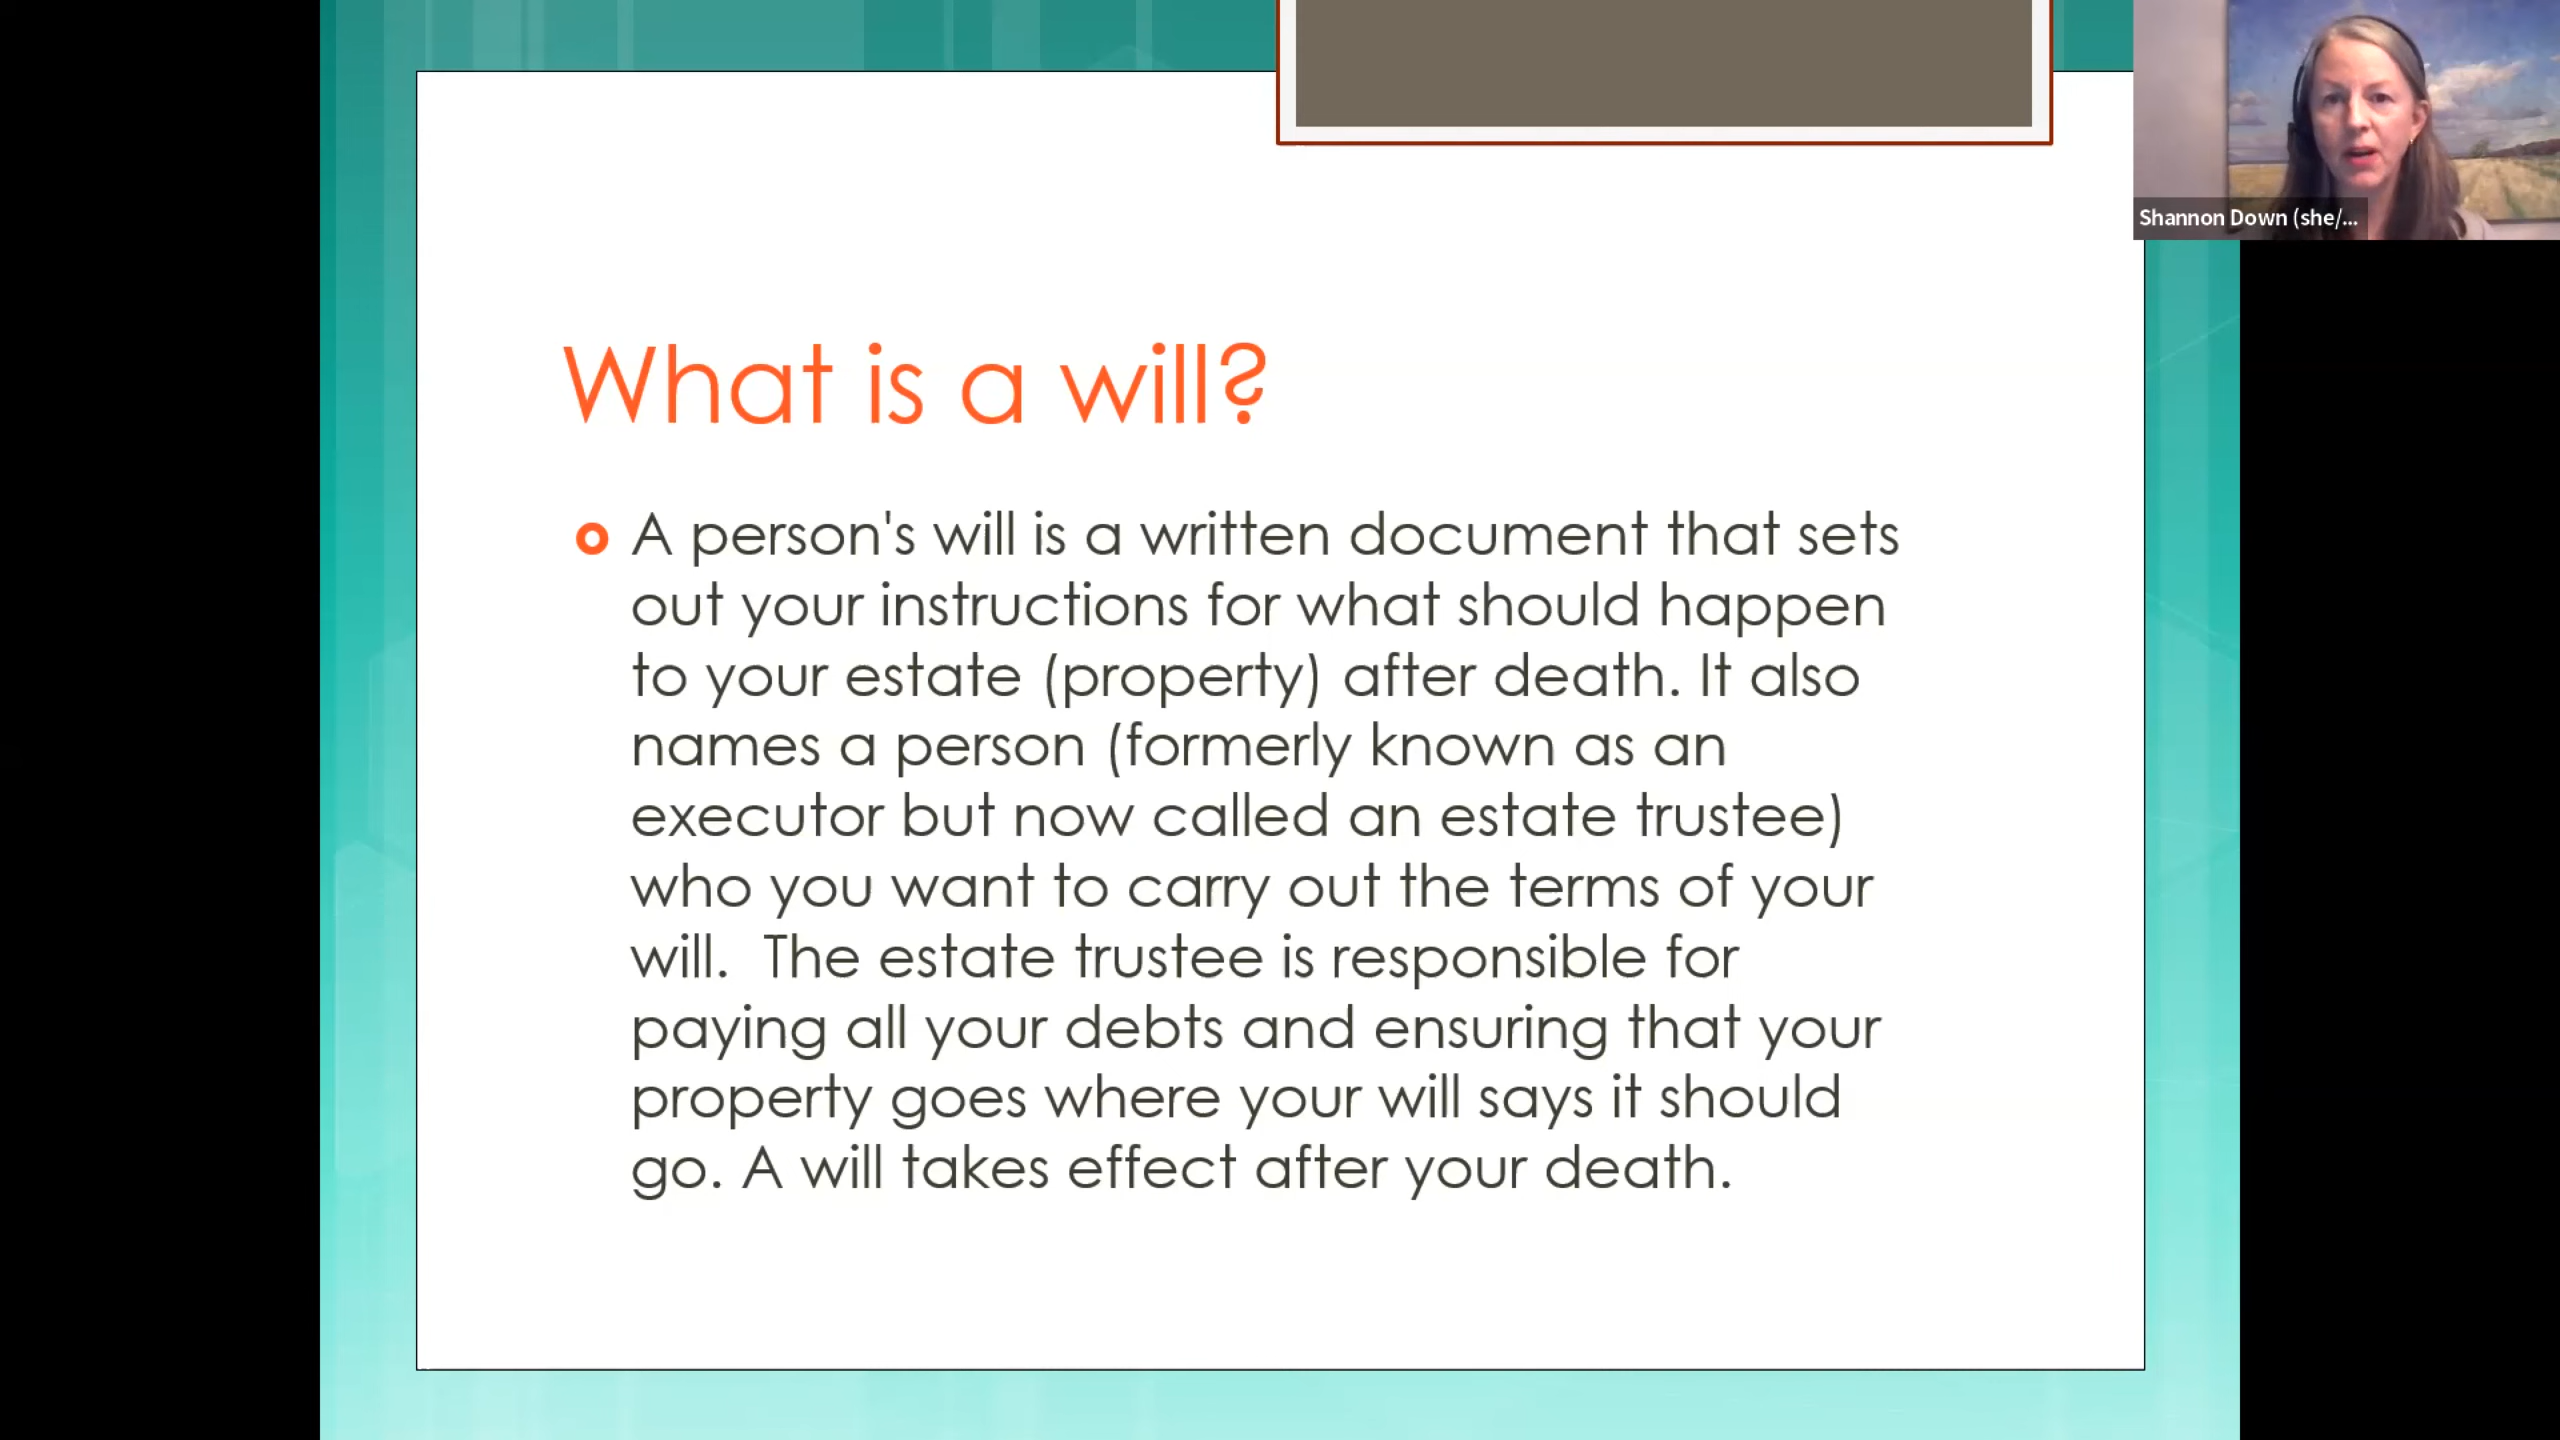 Shannon Down (she/...
What is a will?
A person's will is a written document that sets
out your instructions for what should happen
to your estate (property) after death. It also
names a person (formerly known as an
executor but now called an estate trustee)
who you want to carry out the terms of your
will.  The estate trustee is responsible for
paying all your debts and ensuring that your
property goes where your will says it should
go. A will takes effect after your death.